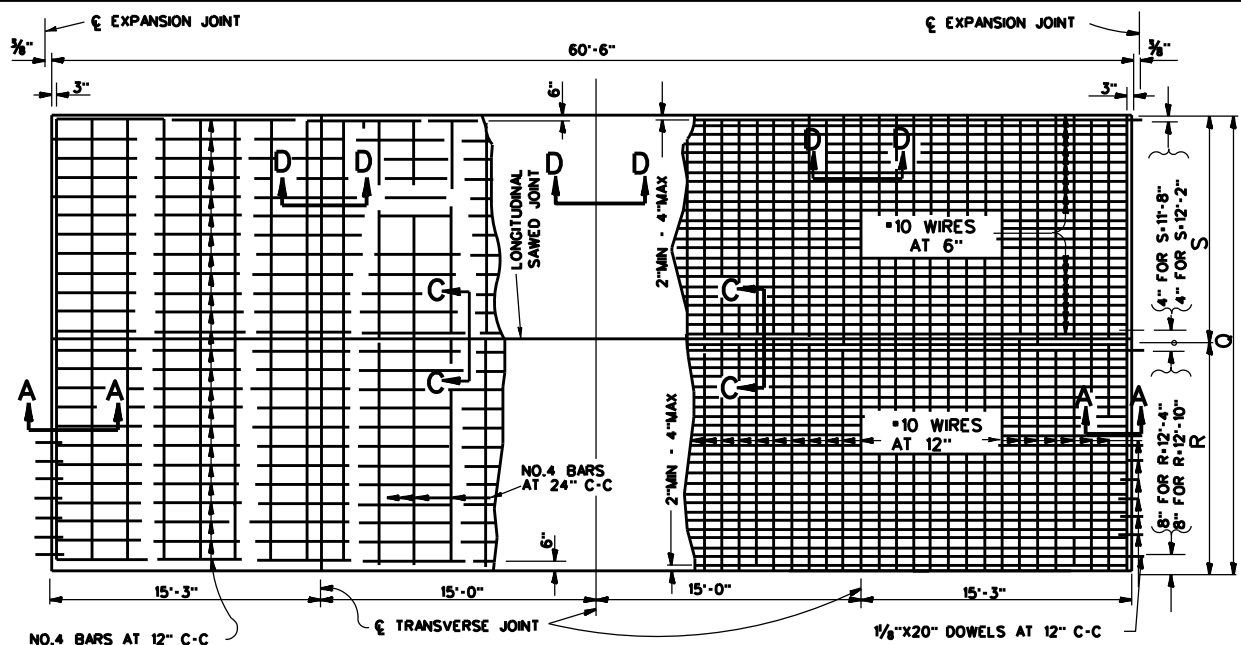 ℄ EXPANSION JOINT
℄ EXPANSION JOINT
⅜"
60'-6"
⅜"
3"
6"
3"
D D
D D
D D
LONGITUDINAL
SAWED JOINT
2"MIN - 4"MAX
#10 WIRES
AT 6"
4" FOR S=11'-8"
4" FOR S=12'-2"
S
Q
C
C
C
C
A A
A A
2"MIN - 4"MAX
#10 WIRES
AT 12"
NO.4 BARS
AT 24" C-C
8" FOR R=12'-4"
8" FOR R=12'-10"
R
6"
15'-3"
15'-0"
15'-0"
15'-3"
NO.4 BARS AT 12" C-C
℄ TRANSVERSE JOINT
1⅛"X20" DOWELS AT 12" C-C